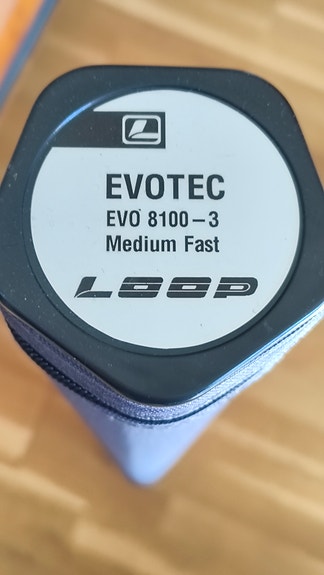 EVOTEC
EVO 8100-3
Medium Fast
LOOP